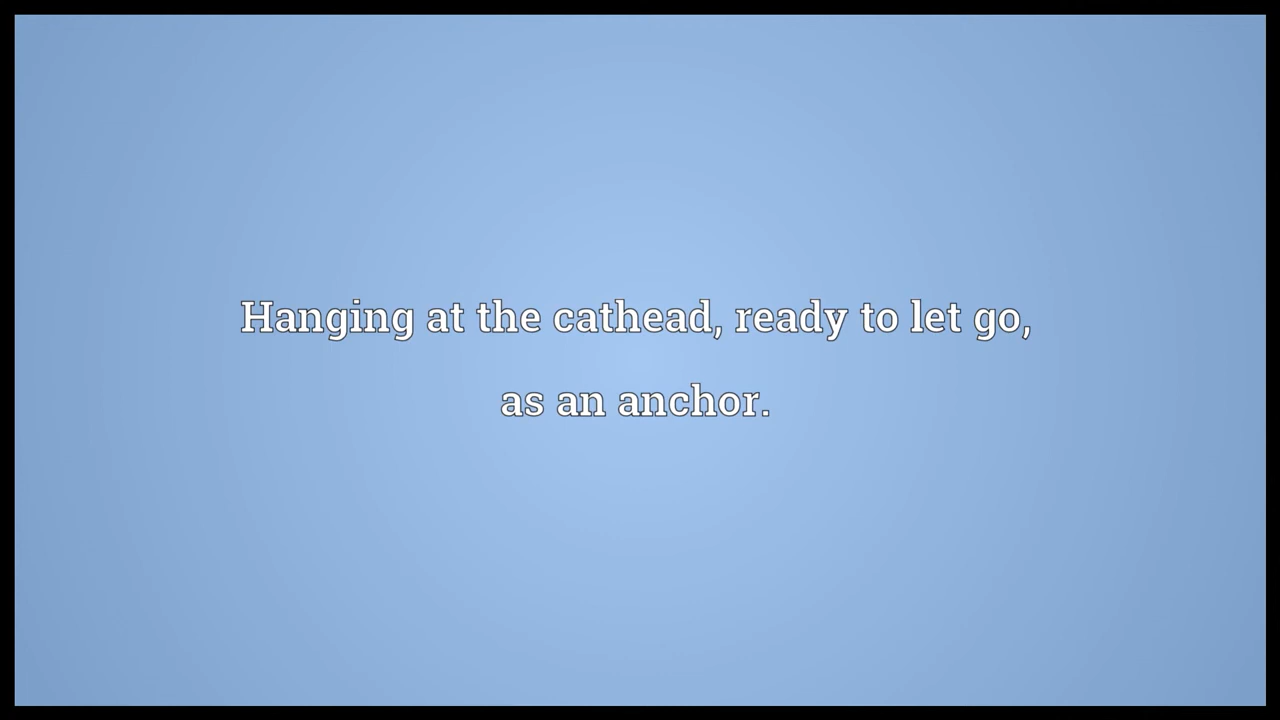 Hanging at the cathead, ready to let go,
as an anchor.